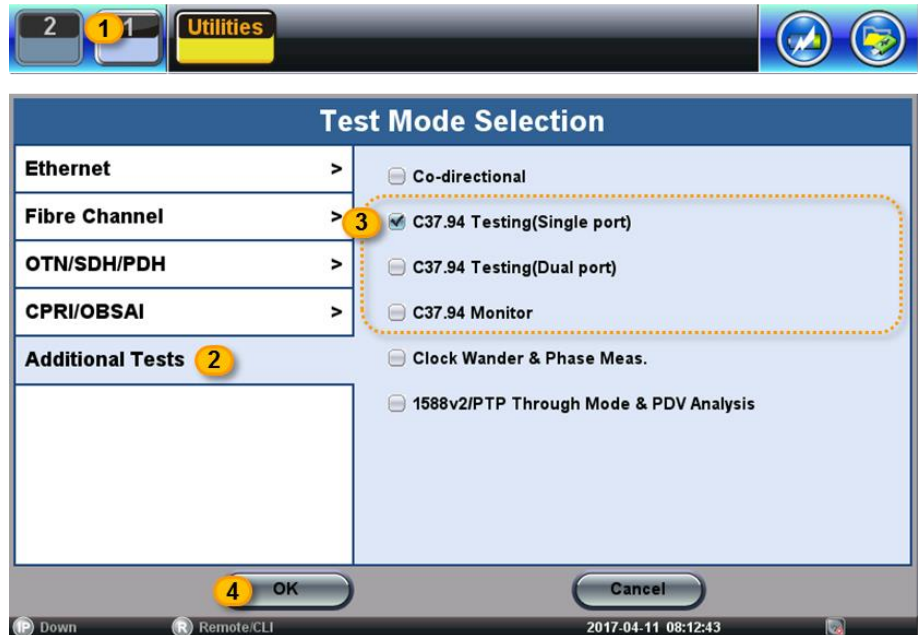 2 1 1 Utilities
Test Mode Selection
Ethernet >
Fibre Channel >
OTN/SDH/PDH >
CPRI/OBSAI >
Additional Tests 2
Co-directional
3 C37.94 Testing(Single port)
C37.94 Testing(Dual port)
C37.94 Monitor
Clock Wander & Phase Meas.
1588v2/PTP Through Mode & PDV Analysis
4 OK Cancel
IP Down R Remote/CLI 2017-04-11 08:12:43